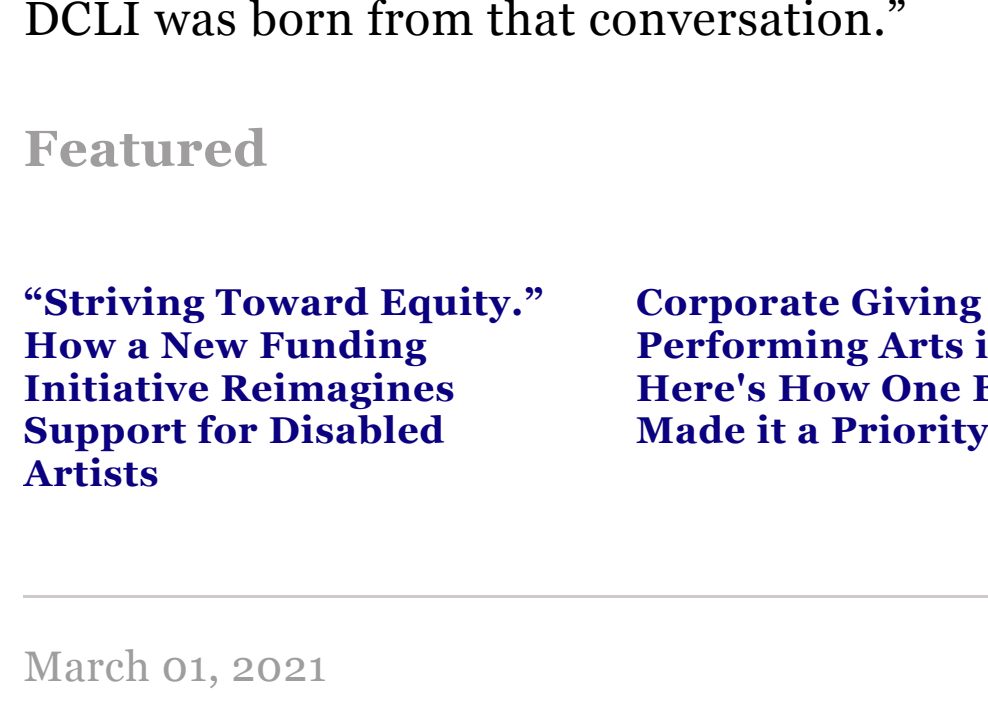 DCLI was born from that conversation.”
Featured
“Striving Toward Equity.”
How a New Funding
Initiative Reimagines
Support for Disabled
Artists
Corporate Giving
Performing Arts i
Here's How One
Made it a Priority
March 01, 2021